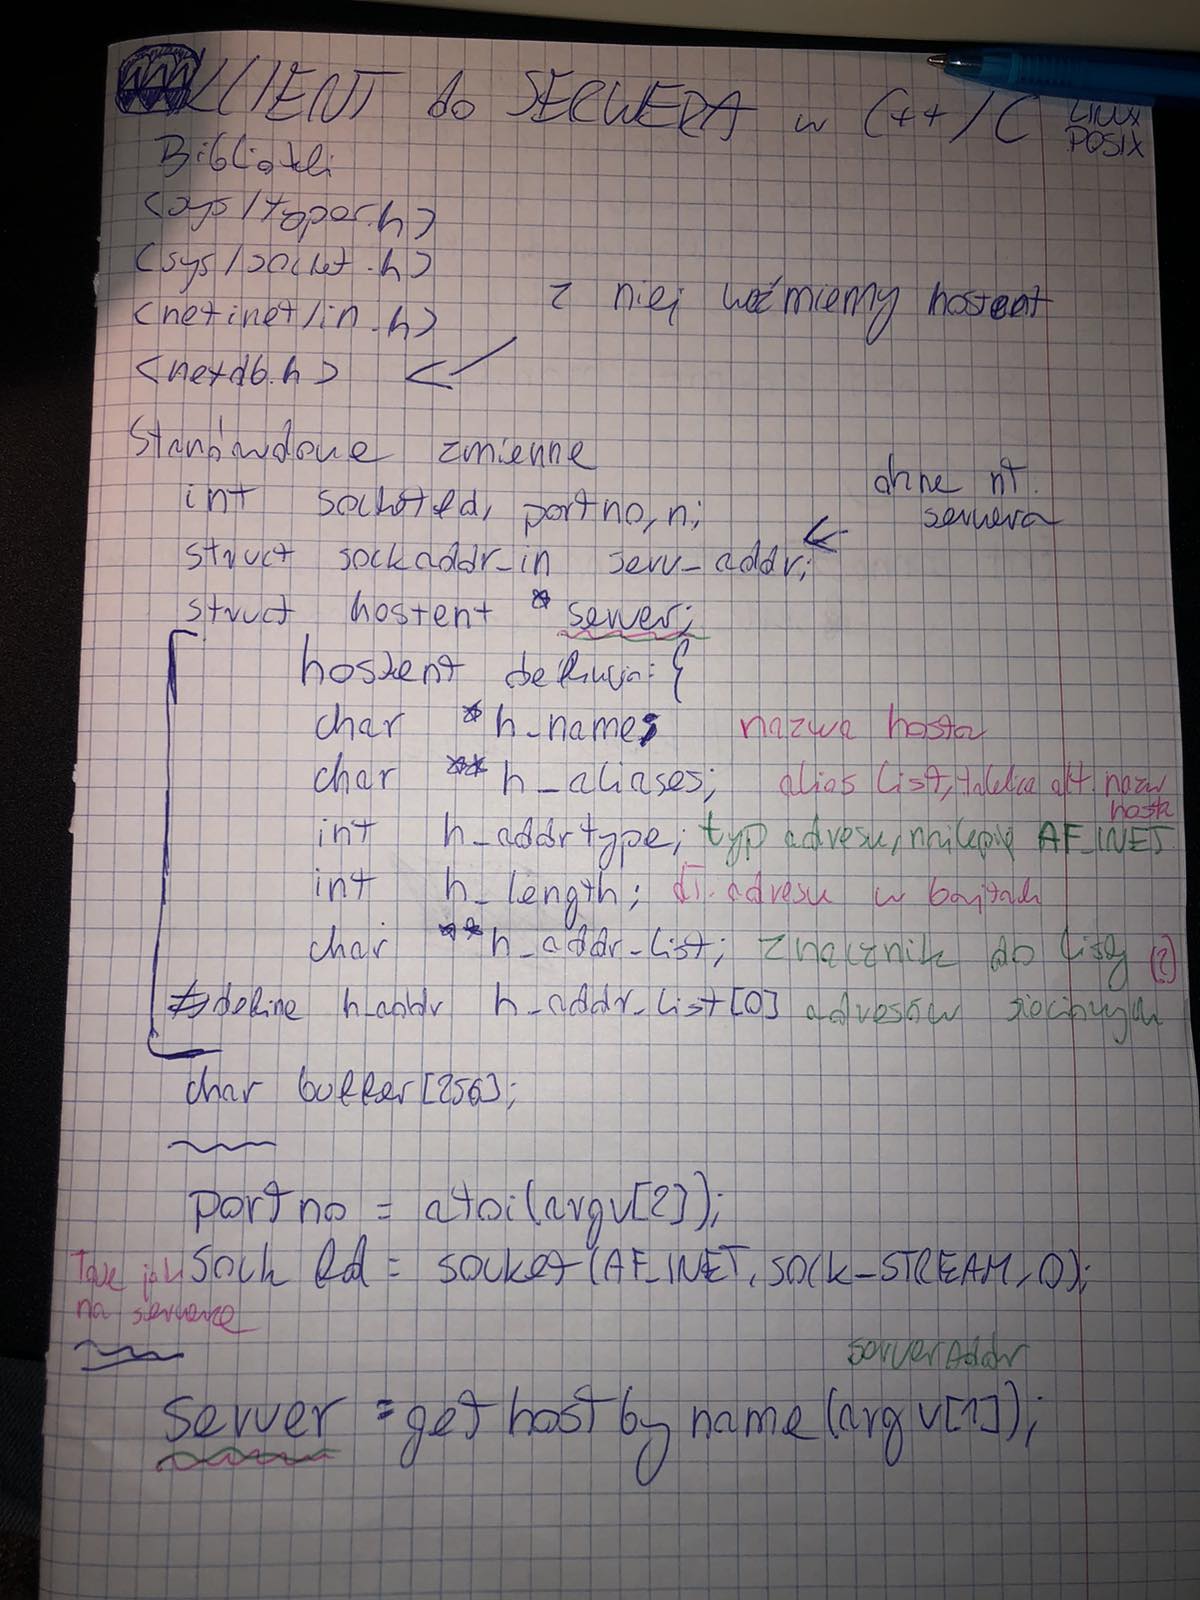 KLIENT do SERWERA w C++/C LINUX POSIX
Biblioteki
<sys/types.h>
<sys/socket.h>
<netinet/in.h>
z niej weźmiemy hostent
<netdb.h>
Standardowe zmienne
int sockfd, portno, n;
dane nt. serwera
struct sockaddr_in serv_addr;
struct hostent *server;
hostent definicja: {
char *h_name; nazwa hosta
char **h_aliases; alias list, tablica alt. nazw hosta
int h_addrtype; typ adresu, najlepiej AF_INET
int h_length; dł. adresu w bajtach
char **h_addr_list; znacznik do listy (?)
#define h_addr h_addr_list[0] adresów sieciowych
char buffer[256];
portno = atoi(argv[2]);
sockfd = socket(AF_INET, SOCK_STREAM, 0);
Takie jak
na serwerze
serverAddr
server = gethostbyname(argv[1]);